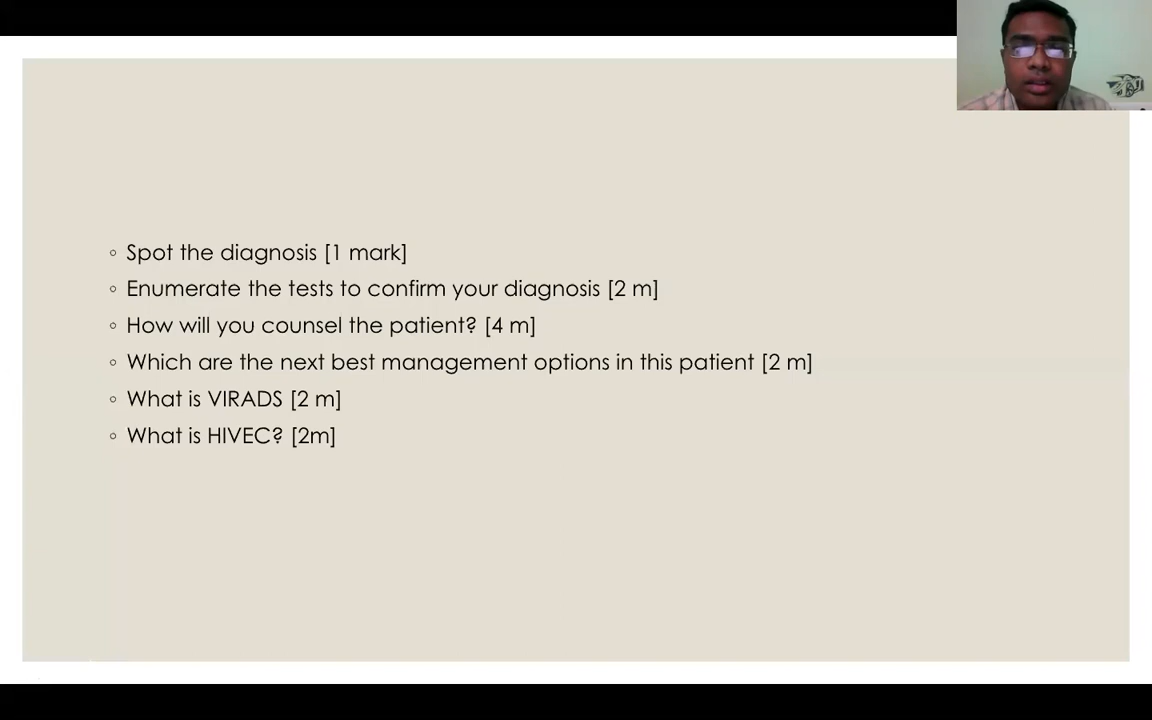 Spot the diagnosis [1 mark]
Enumerate the tests to confirm your diagnosis [2 m]
How will you counsel the patient? [4 m]
Which are the next best management options in this patient [2 m]
What is VIRADS [2 m]
What is HIVEC? [2m]